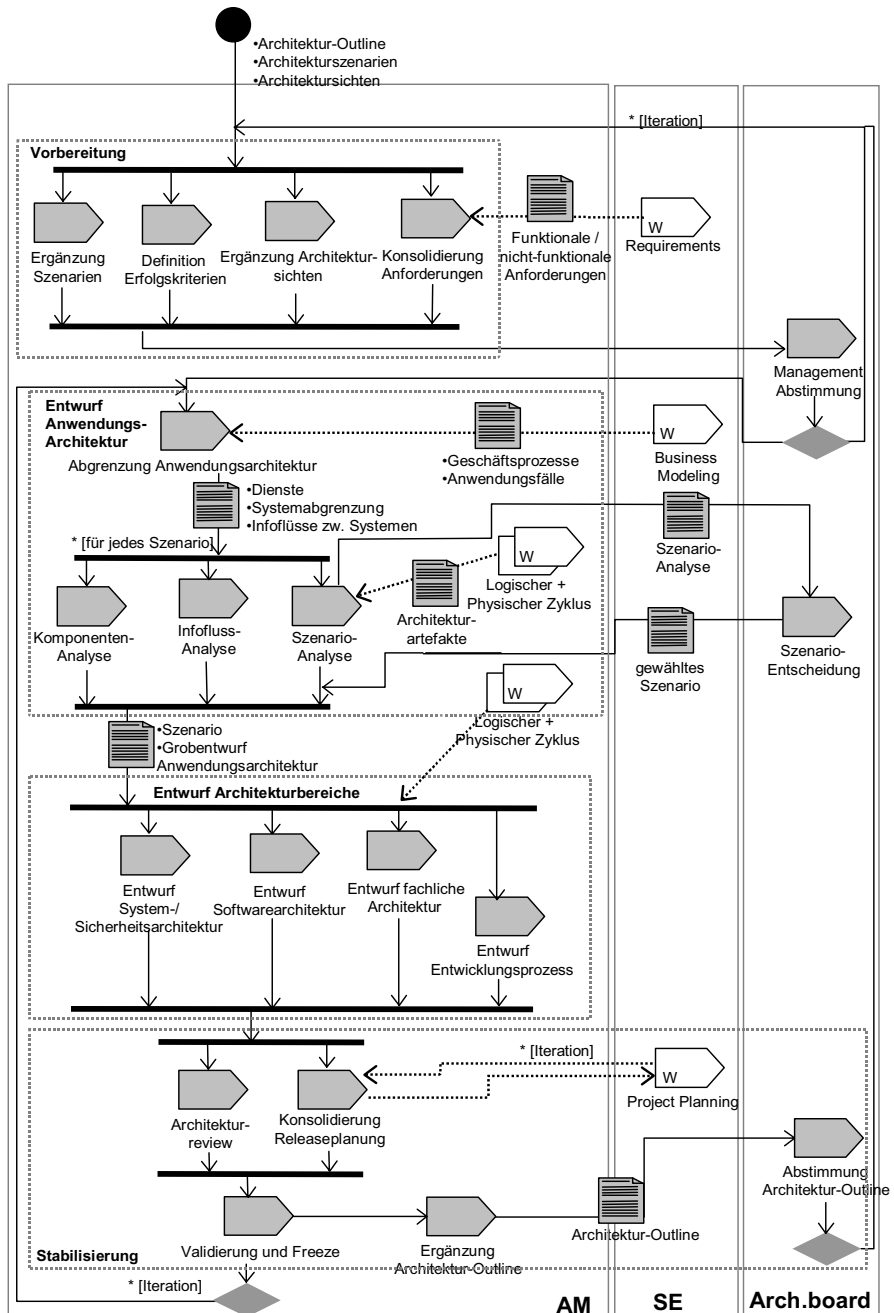 •Architektur-Outline
•Architekturszenarien
•Architektursichten
* [Iteration]
Vorbereitung
Ergänzung
Szenarien
Definition
Erfolgskriterien
Ergänzung Architektur-
sichten
Konsolidierung
Anforderungen
Funktionale /
nicht-funktionale
Anforderungen
W
Requirements
Management
Abstimmung
Entwurf
Anwendungs-
Architektur
Abgrenzung Anwendungsarchitektur
•Geschäftsprozesse
•Anwendungsfälle
W
Business
Modeling
•Dienste
•Systemabgrenzung
•Infoflüsse zw. Systemen
* [für jedes Szenario]
Komponenten-
Analyse
Infofluss-
Analyse
Szenario-
Analyse
Architektur-
artefakte
W
Logischer +
Physischer Zyklus
Szenario-
Analyse
gewähltes
Szenario
Szenario-
Entscheidung
W
Logischer +
Physischer Zyklus
•Szenario
•Grobentwurf
Anwendungsarchitektur
Entwurf Architekturbereiche
Entwurf
System-/
Sicherheitsarchitektur
Entwurf
Softwarearchitektur
Entwurf fachliche
Architektur
Entwurf
Entwicklungsprozess
* [Iteration]
W
Project Planning
Architektur-
review
Konsolidierung
Releaseplanung
Abstimmung
Architektur-Outline
Validierung und Freeze
Ergänzung
Architektur-Outline
Architektur-Outline
Stabilisierung
* [Iteration]
AM
SE
Arch.board